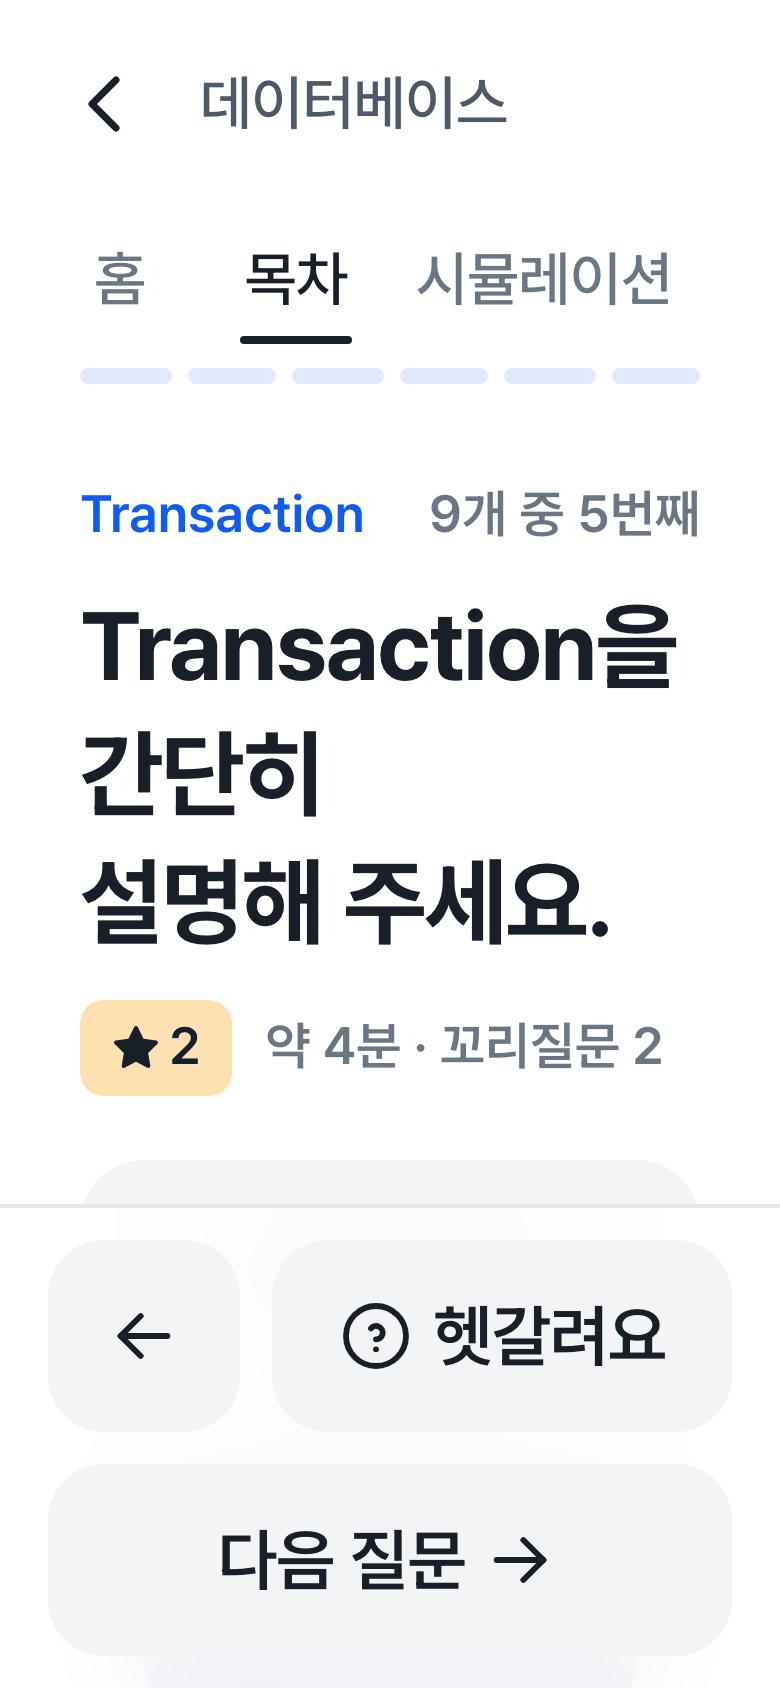 데이터베이스
홈 목차 시뮬레이션
Transaction 9개 중 5번째
Transaction을
간단히
설명해 주세요.
★ 2 약 4분 · 꼬리질문 2
← ? 헷갈려요
다음 질문 →